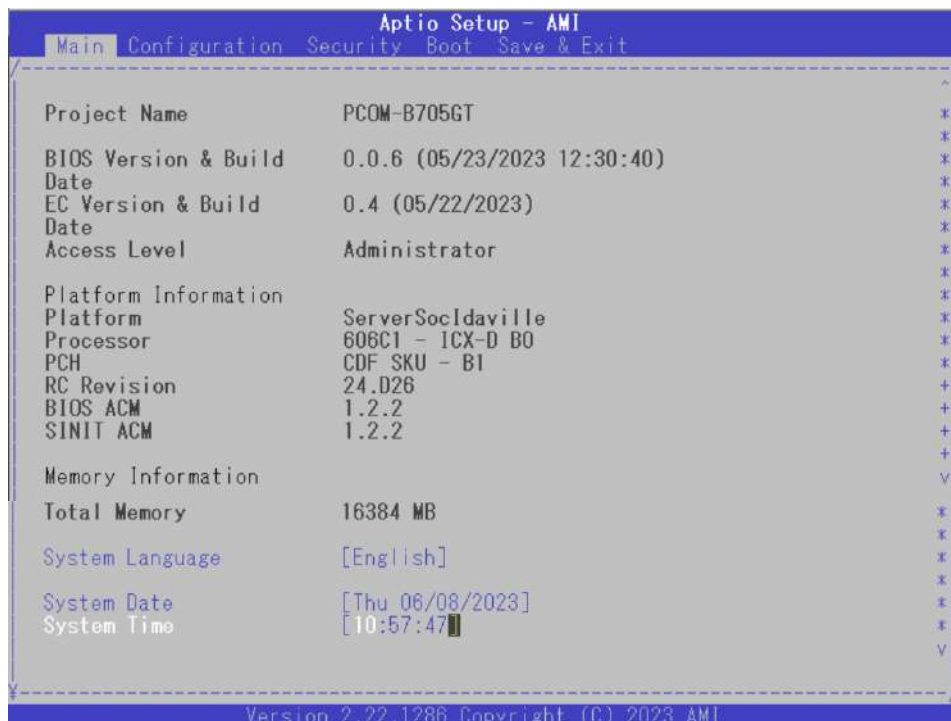 Aptio Setup - AMI
Main Configuration Security Boot Save & Exit
Project Name PCOM-B705GT
BIOS Version & Build 0.0.6 (05/23/2023 12:30:40)
Date
EC Version & Build 0.4 (05/22/2023)
Date
Access Level Administrator
Platform Information
Platform ServerSocIdaville
Processor 606C1 - ICX-D B0
PCH CDF SKU - B1
RC Revision 24.D26
BIOS ACM 1.2.2
SINIT ACM 1.2.2
Memory Information
Total Memory 16384 MB
System Language [English]
System Date [Thu 06/08/2023]
System Time [10:57:47]
Version 2.22.1286 Copyright (C) 2023 AMI